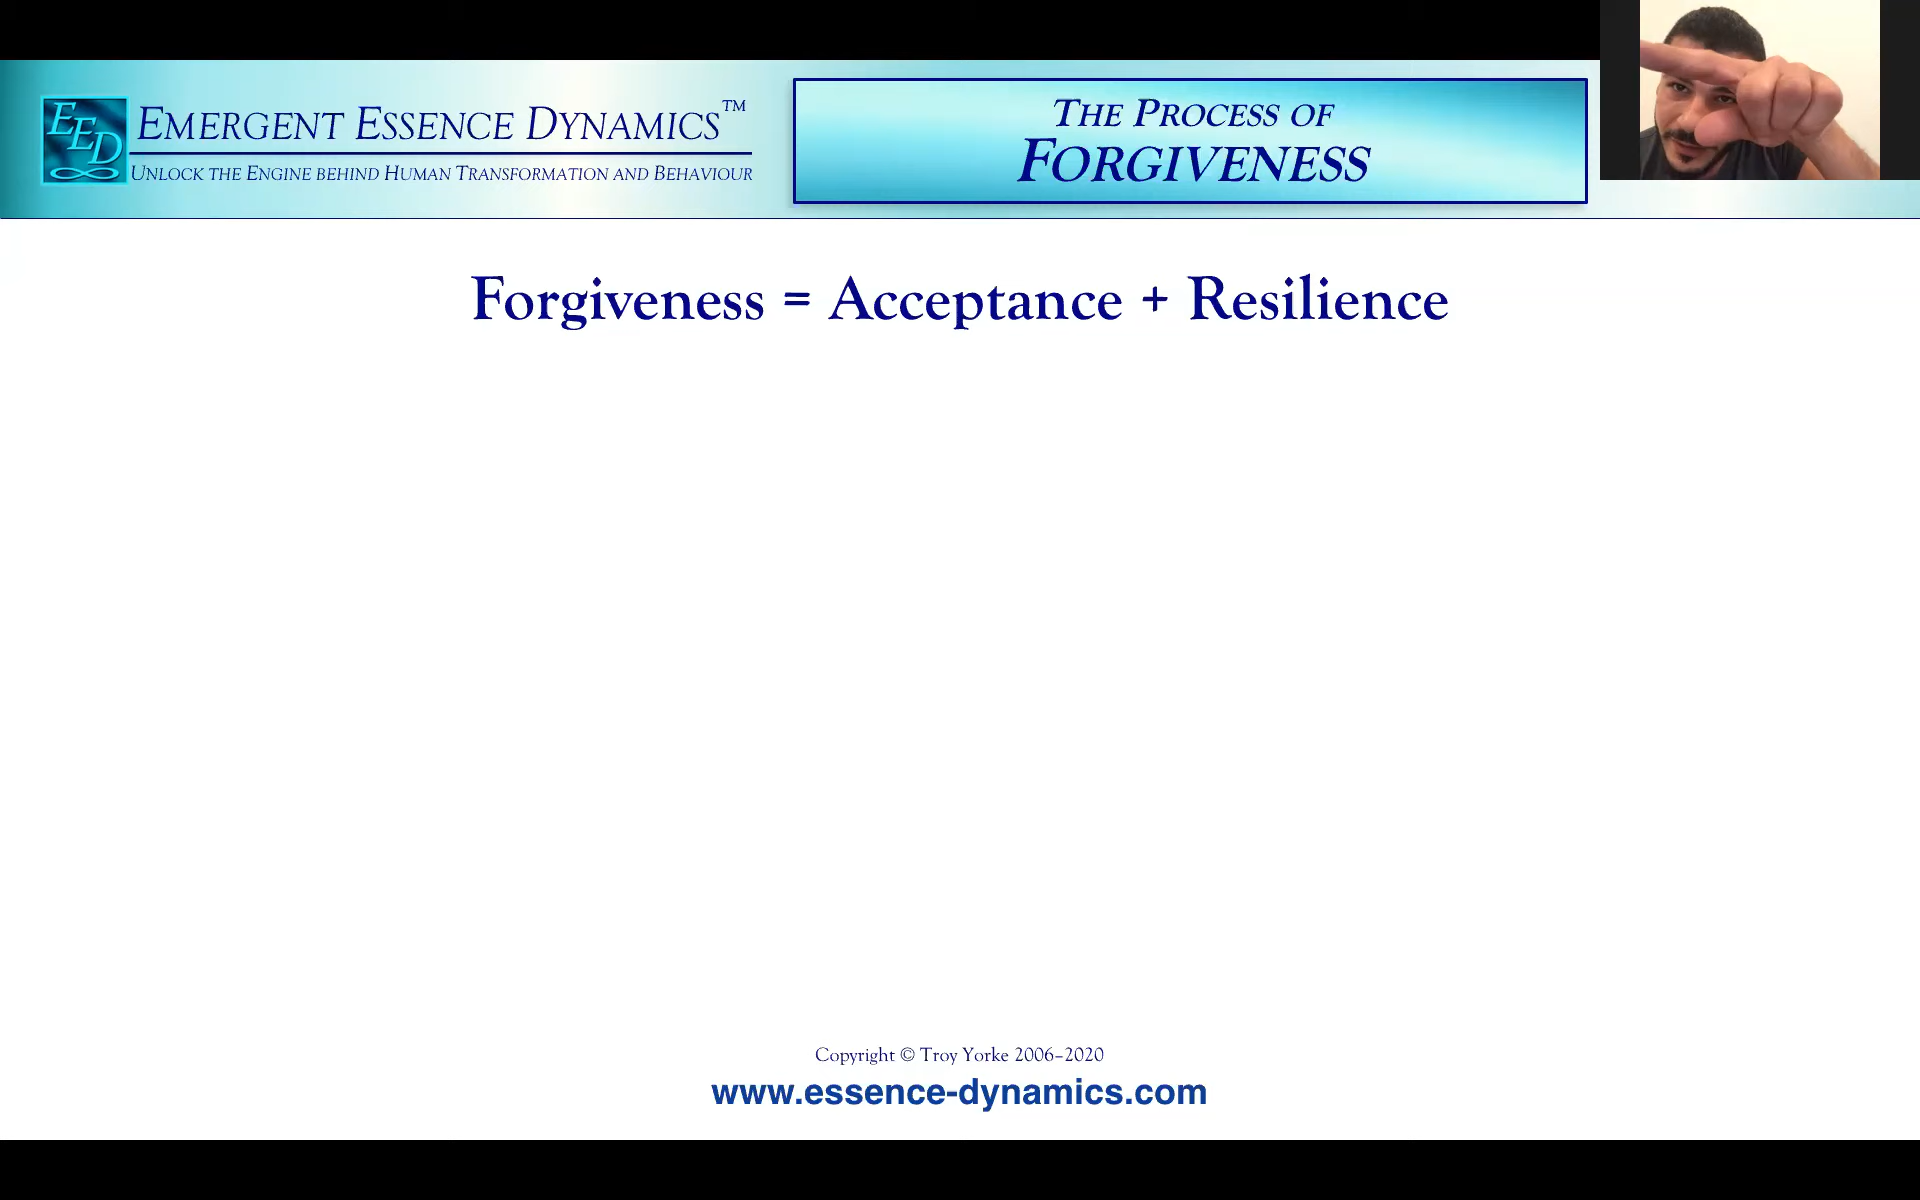 EED
EMERGENT ESSENCE DYNAMICS™
UNLOCK THE ENGINE BEHIND HUMAN TRANSFORMATION AND BEHAVIOUR
THE PROCESS OF
FORGIVENESS
Forgiveness = Acceptance + Resilience
Copyright © Troy Yorke 2006–2020
www.essence-dynamics.com